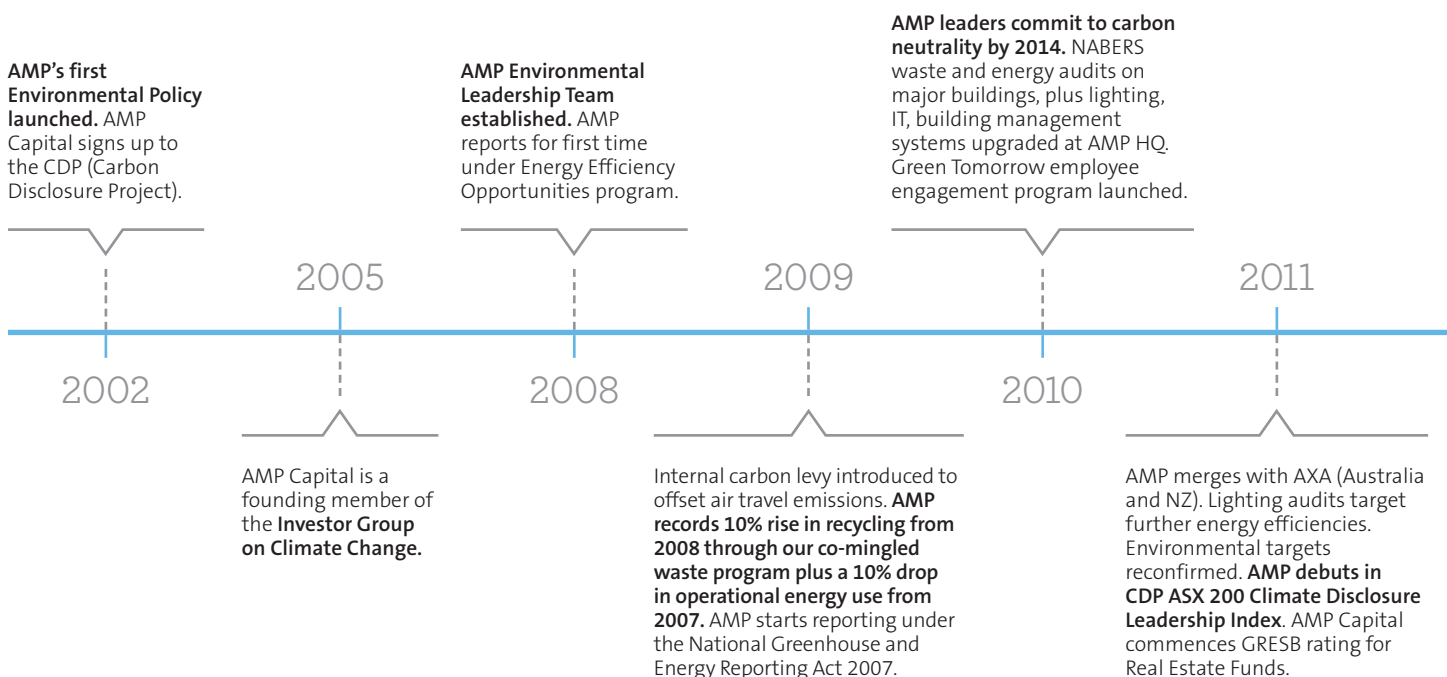 AMP's first
Environmental Policy
launched. AMP
Capital signs up to
the CDP (Carbon
Disclosure Project).
2002
2005
AMP Capital is a
founding member of
the Investor Group
on Climate Change.
AMP Environmental
Leadership Team
established. AMP
reports for first time
under Energy Efficiency
Opportunities program.
2008
2009
Internal carbon levy introduced to
offset air travel emissions. AMP
records 10% rise in recycling from
2008 through our co-mingled
waste program plus a 10% drop
in operational energy use from
2007. AMP starts reporting under
the National Greenhouse and
Energy Reporting Act 2007.
AMP leaders commit to carbon
neutrality by 2014. NABERS
waste and energy audits on
major buildings, plus lighting,
IT, building management
systems upgraded at AMP HQ.
Green Tomorrow employee
engagement program launched.
2010
2011
AMP merges with AXA (Australia
and NZ). Lighting audits target
further energy efficiencies.
Environmental targets
reconfirmed. AMP debuts in
CDP ASX 200 Climate Disclosure
Leadership Index. AMP Capital
commences GRESB rating for
Real Estate Funds.